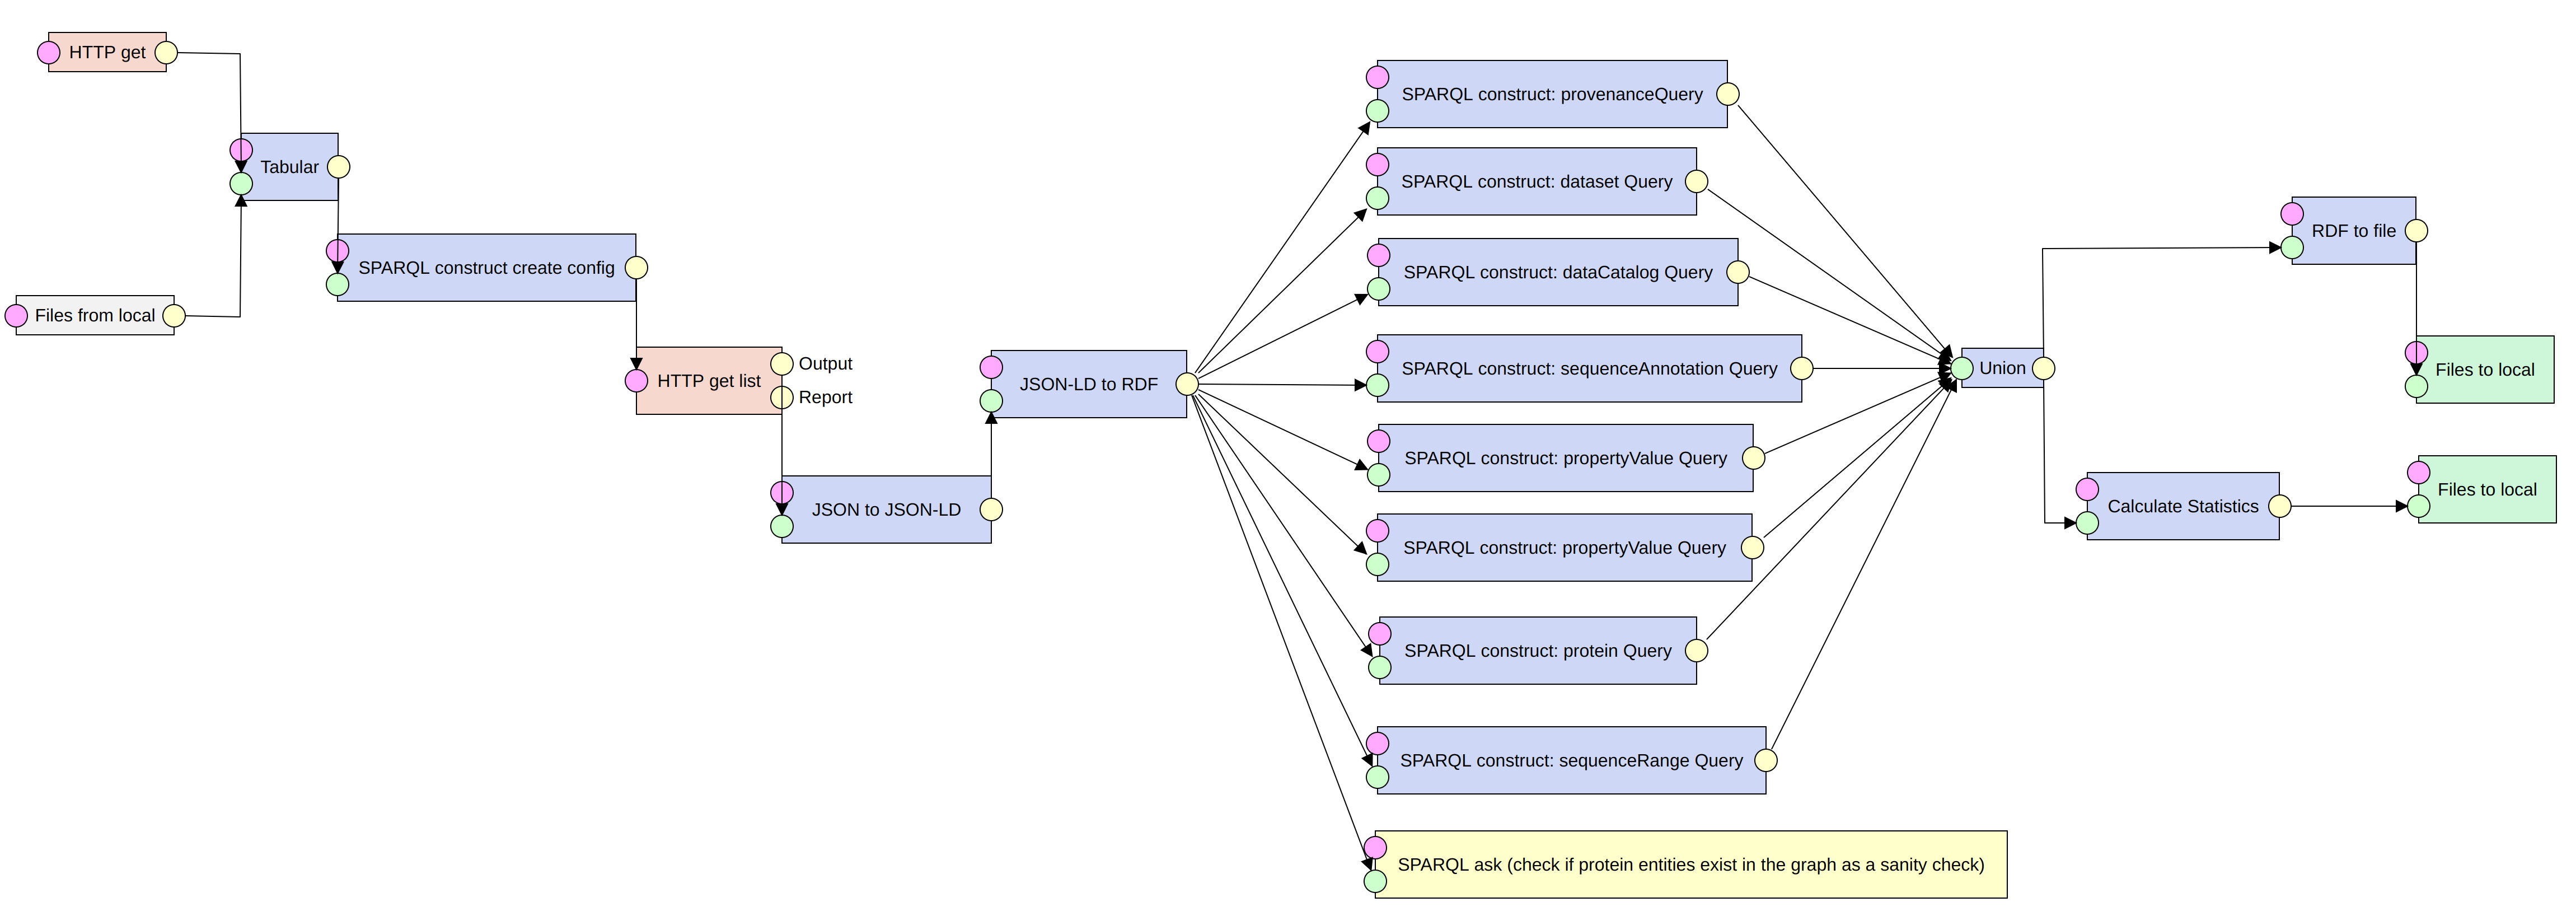 HTTP get
Tabular
SPARQL construct create config
Files from local
HTTP get list
Output
Report
JSON to JSON-LD
JSON-LD to RDF
SPARQL construct: provenanceQuery
SPARQL construct: dataset Query
SPARQL construct: dataCatalog Query
SPARQL construct: sequenceAnnotation Query
SPARQL construct: propertyValue Query
SPARQL construct: propertyValue Query
SPARQL construct: protein Query
SPARQL construct: sequenceRange Query
SPARQL ask (check if protein entities exist in the graph as a sanity check)
Union
RDF to file
Files to local
Calculate Statistics
Files to local